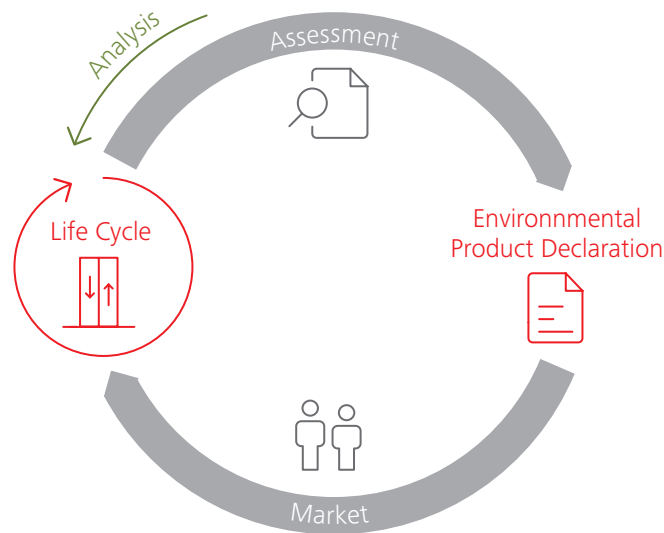 Analysis
Assessment
Life Cycle
Environnmental
Product Declaration
Market